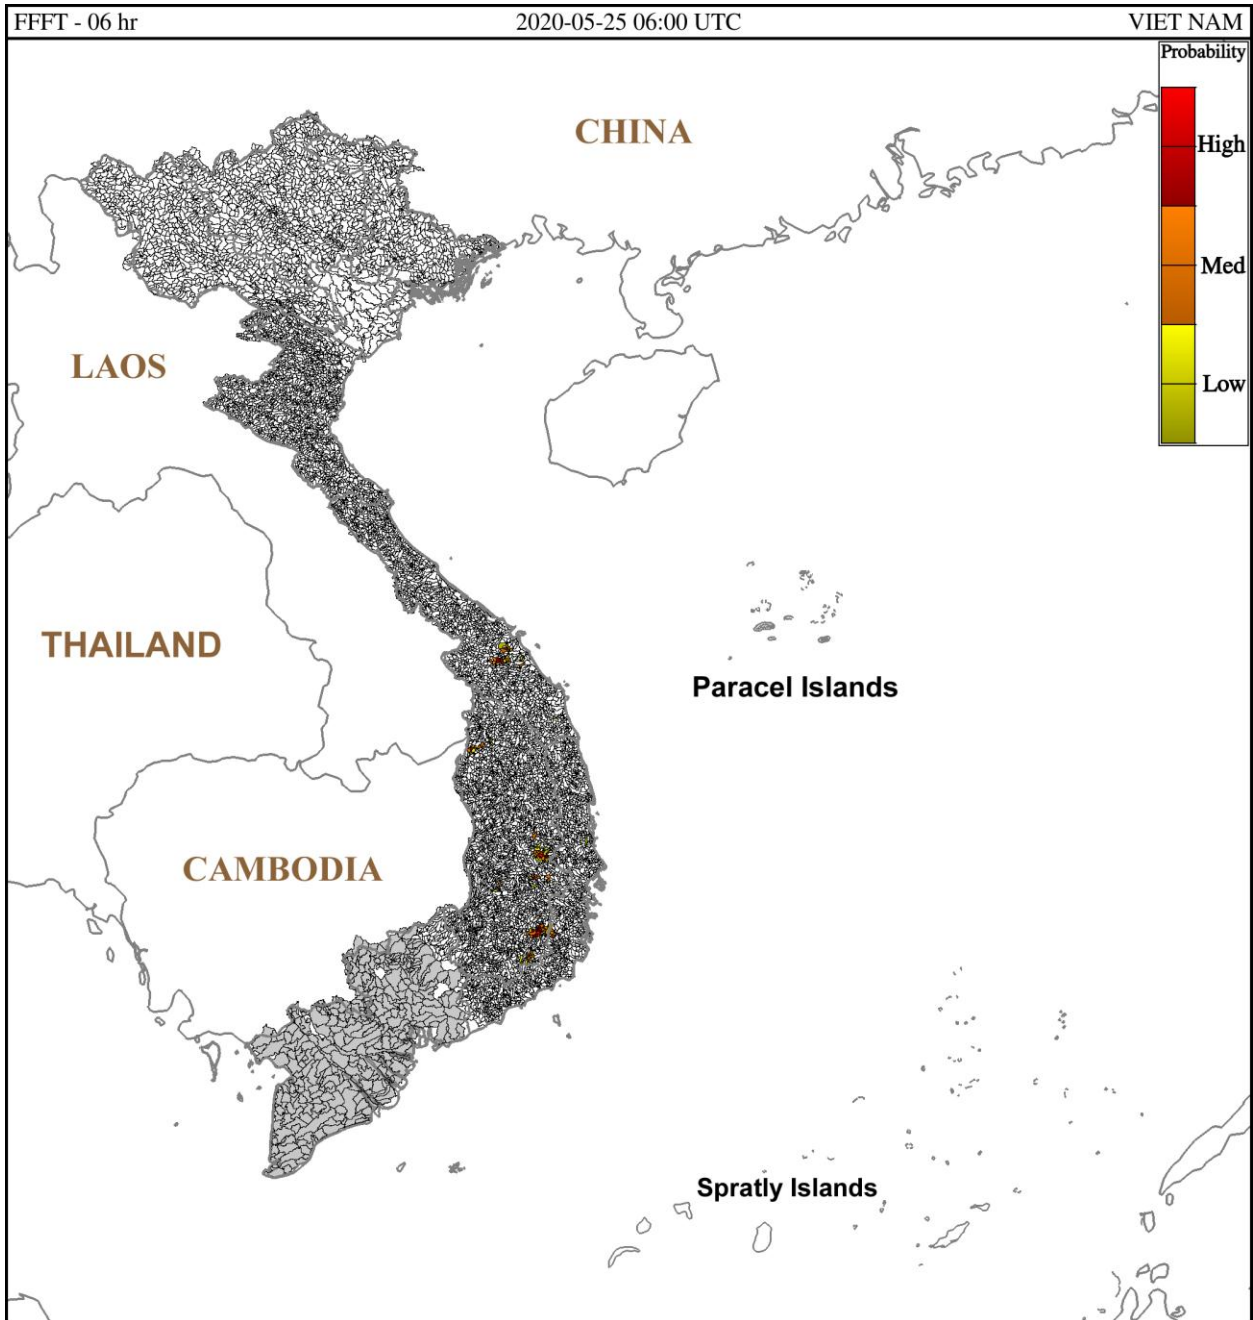 FFFT - 06 hr
2020-05-25 06:00 UTC
VIET NAM
Probability
CHINA
High
Med
LAOS
Low
THAILAND
Paracel Islands
CAMBODIA
Spratly Islands